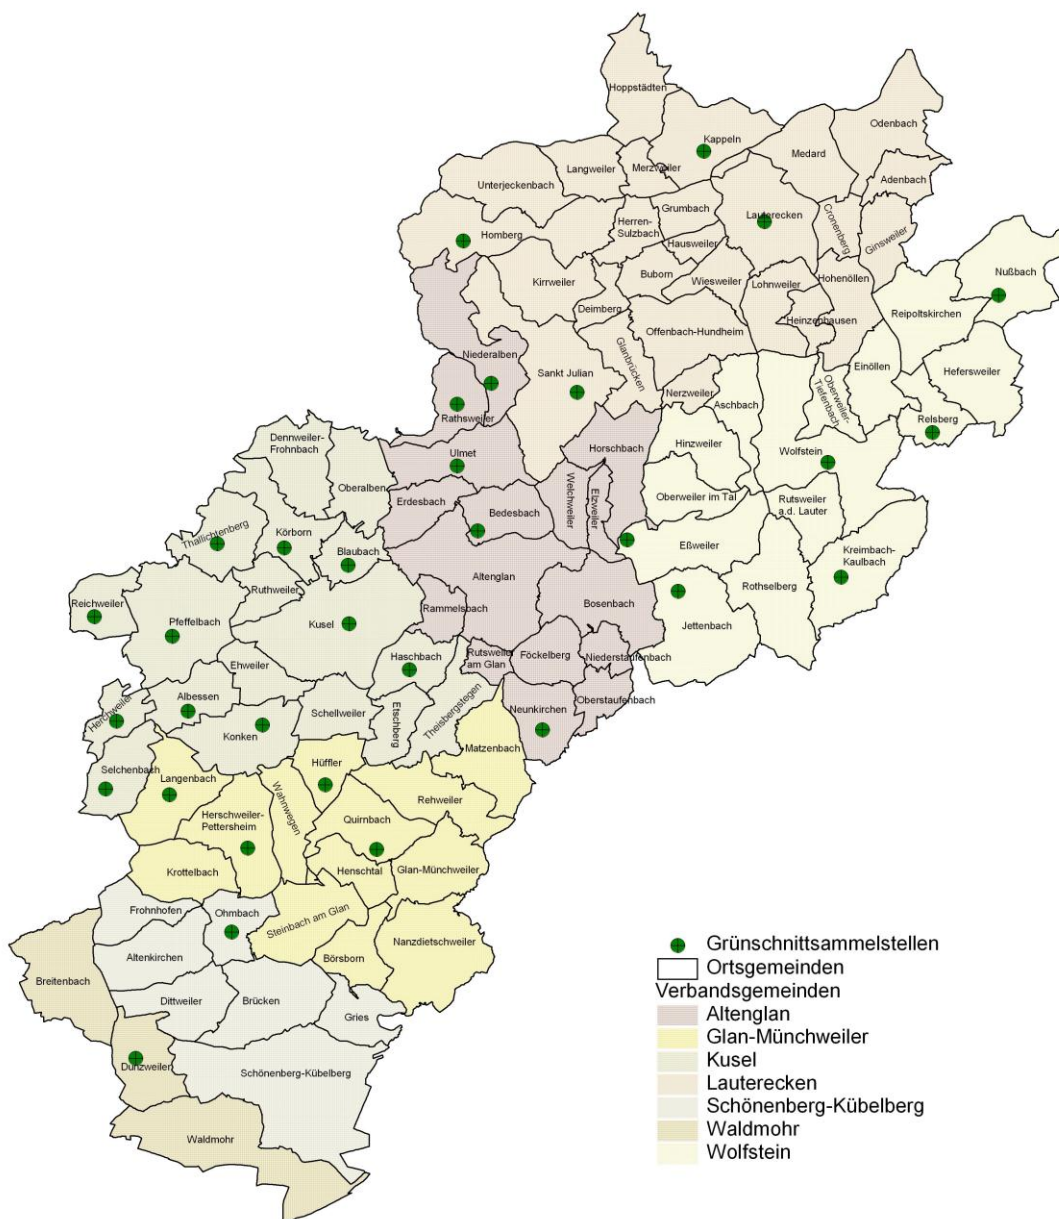 Hoppstädten
Kappeln
Odenbach
Medard
Langweiler
Merzweiler
Adenbach
Unterjeckenbach
Grumbach
Lauterecken
Cronenberg
Herren-
Sulzbach
Homberg
Ginsweiler
Hausweiler
Nußbach
Buborn
Hohenöllen
Kirrweiler
Wiesweiler
Lohnweiler
Reipoltskirchen
Deimberg
Heinzenhausen
Offenbach-Hundheim
Glanbrücken
Niederalben
Einöllen
Hefersweiler
Sankt Julian
Oberweiler-
Tiefenbach
Nerzweiler
Aschbach
Rathsweiler
Relsberg
Dennweiler-
Frohnbach
Hinzweiler
Horschbach
Ulmet
Wolfstein
Oberalben
Welchweiler
Elzweiler
Erdesbach
Oberweiler im Tal
Rutsweiler
a.d. Lauter
Bedesbach
Thallichtenberg
Körborn
Eßweiler
Blaubach
Kreimbach-
Kaulbach
Altenglan
Rothselberg
Ruthweiler
Reichweiler
Rammelsbach
Bosenbach
Pfeffelbach
Kusel
Jettenbach
Rutsweiler
am Glan
Föckelberg
Niederstaufenbach
Haschbach
Ehweiler
Albessen
Theisbergstegen
Oberstaufenbach
Herchweiler
Schellweiler
Etschberg
Neunkirchen
Konken
Matzenbach
Hüffler
Selchenbach
Langenbach
Wahnwegen
Rehweiler
Herschweiler-
Pettersheim
Quirnbach
Krottelbach
Henschtal
Glan-Münchweiler
Frohnhofen
Ohmbach
Steinbach am Glan
Nanzdietschweiler
Altenkirchen
Börsborn
Breitenbach
Dittweiler
Brücken
Gries
Dunzweiler
Schönenberg-Kübelberg
Waldmohr
Grünschnittsammelstellen
Ortsgemeinden
Verbandsgemeinden
Altenglan
Glan-Münchweiler
Kusel
Lauterecken
Schönenberg-Kübelberg
Waldmohr
Wolfstein